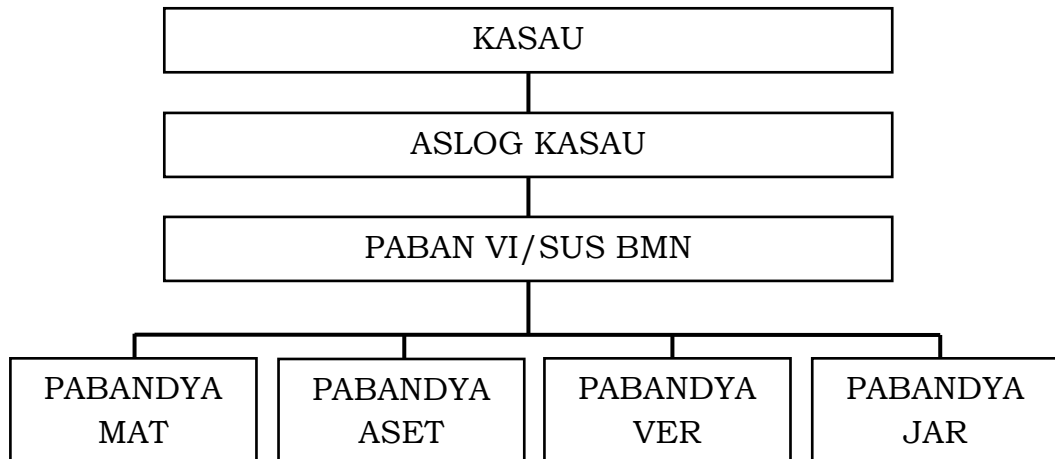 KASAU
ASLOG KASAU
PABAN VI/SUS BMN
PABANDYA
MAT
PABANDYA
ASET
PABANDYA
VER
PABANDYA
JAR